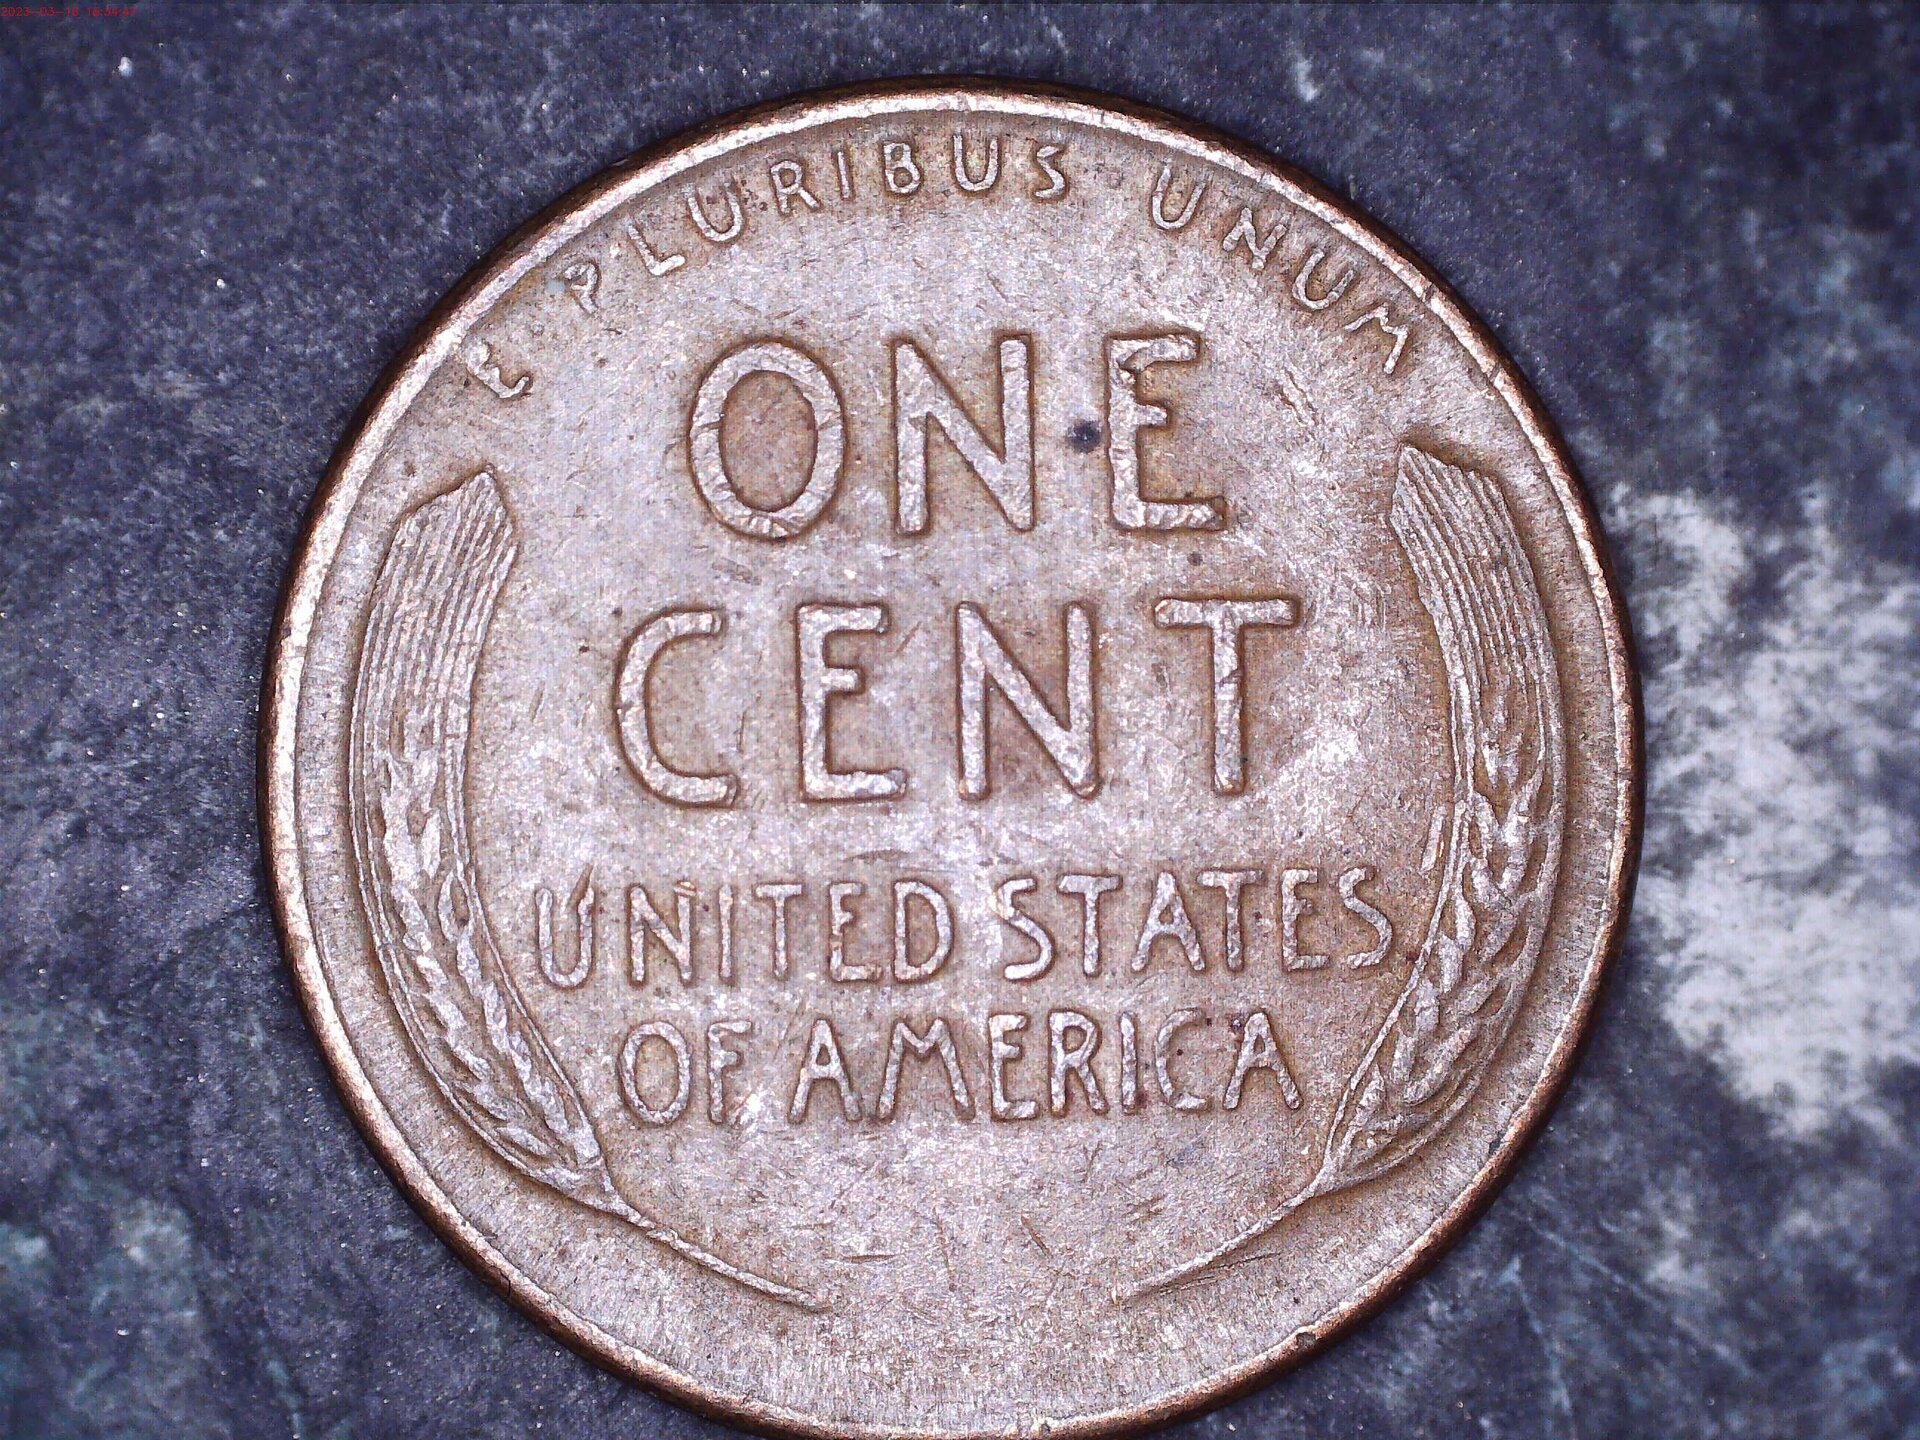 E PLURIBUS UNUM
ONE
CENT
UNITED STATES
OF AMERICA